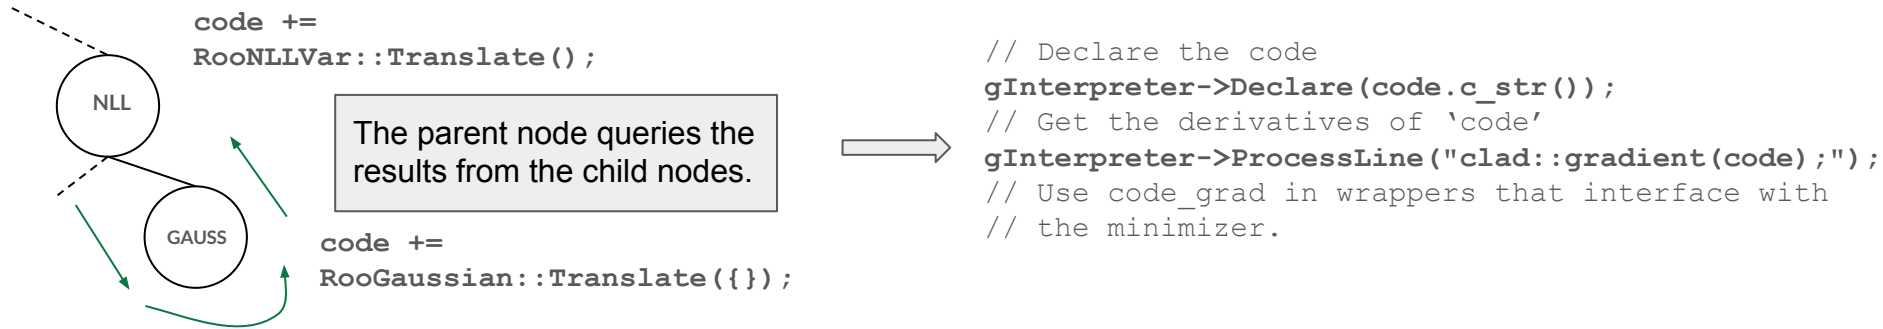 code +=
RooNLLVar::Translate();
NLL
The parent node queries the
results from the child nodes.
GAUSS
code +=
RooGaussian::Translate({});
// Declare the code
gInterpreter->Declare(code.c_str());
// Get the derivatives of ‘code’
gInterpreter->ProcessLine("clad::gradient(code);");
// Use code_grad in wrappers that interface with
// the minimizer.